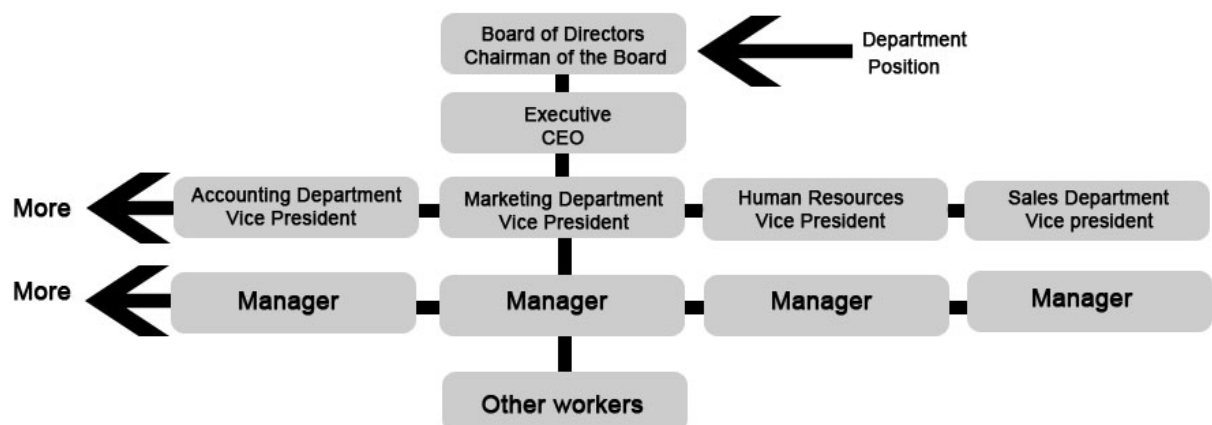 Board of Directors
Chairman of the Board
Department
Position
Executive
CEO
More
Accounting Department
Vice President
Marketing Department
Vice President
Human Resources
Vice President
Sales Department
Vice president
More
Manager
Manager
Manager
Manager
Other workers